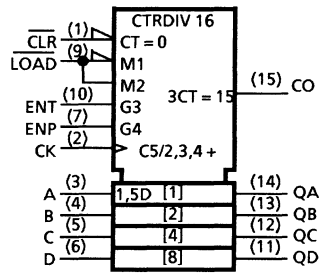 CTRDIV 16
(1)
CLR
CT = 0
(9)
LOAD
M1
M2
(10)
ENT
G3
3CT = 15
(15)
CO
(7)
ENP
G4
(2)
CK
C5/2,3,4 +
(3)
A
1,5D
[1]
(14)
QA
(4)
B
[2]
(13)
QB
(5)
C
[4]
(12)
QC
(6)
D
[8]
(11)
QD